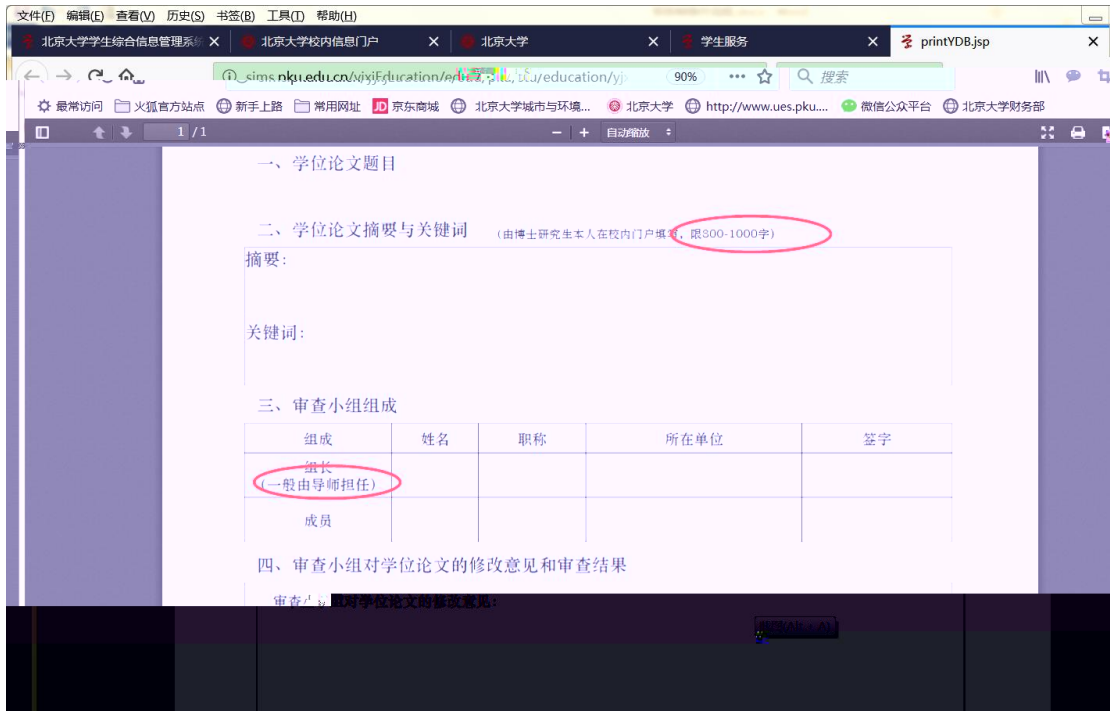 文件(F) 编辑(E) 查看(V) 历史(S) 书签(B) 工具(T) 帮助(H)
北京大学学生综合信息管理系统 北京大学校内信息门户 北京大学 学生服务 printYDB.jsp
sims.pku.edu.cn 90% ... 搜索
最常访问 火狐官方站点 新手上路 常用网址 JD 京东商城 北京大学城市与环境... 北京大学 http://www.ues.pku.... 微信公众平台 北京大学财务部
1 / 1 — + 自动缩放
一、学位论文题目
二、学位论文摘要与关键词 (由博士研究生本人在校内门户填写，限800-1000字)
摘要:
关键词:
三、审查小组组成
组成 姓名 职称 所在单位 签字
组长
(一般由导师担任)
成员
四、审查小组对学位论文的修改意见和审查结果
审查小组对学位论文的修改意见: